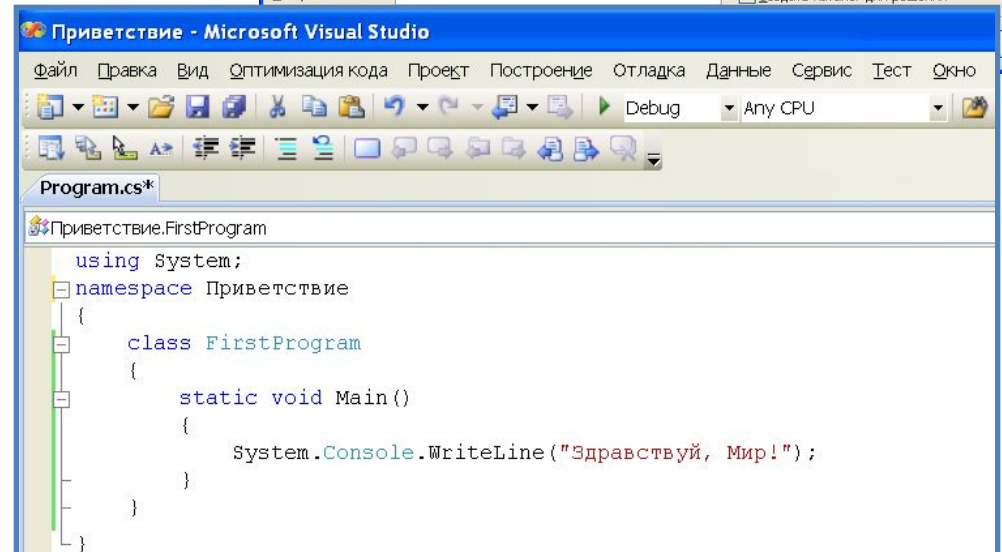 Приветствие - Microsoft Visual Studio
Файл Правка Вид Оптимизация кода Проект Построение Отладка Данные Сервис Тест Окно
Debug Any CPU
Program.cs*
Приветствие.FirstProgram
using System;
namespace Приветствие
{
class FirstProgram
{
static void Main()
{
System.Console.WriteLine("Здравствуй, Мир!");
}
}
}